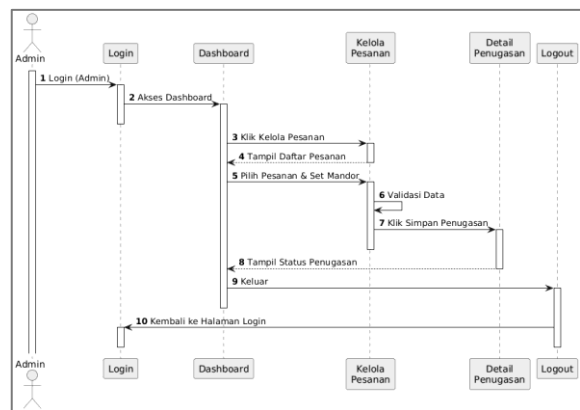 Admin
Login
Dashboard
Kelola
Pesanan
Detail
Penugasan
Logout
1 Login (Admin)
2 Akses Dashboard
3 Klik Kelola Pesanan
4 Tampil Daftar Pesanan
5 Pilih Pesanan & Set Mandor
6 Validasi Data
7 Klik Simpan Penugasan
8 Tampil Status Penugasan
9 Keluar
10 Kembali ke Halaman Login
Admin
Login
Dashboard
Kelola
Pesanan
Detail
Penugasan
Logout